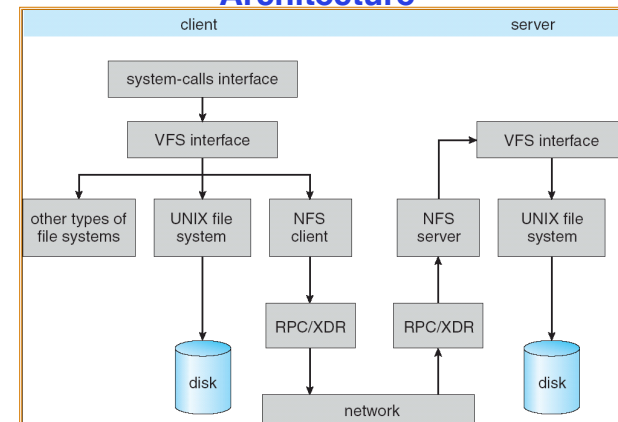 Architecture
client
server
system-calls interface
VFS interface
VFS interface
other types of
file systems
UNIX file
system
NFS
client
NFS
server
UNIX file
system
RPC/XDR
RPC/XDR
disk
disk
network